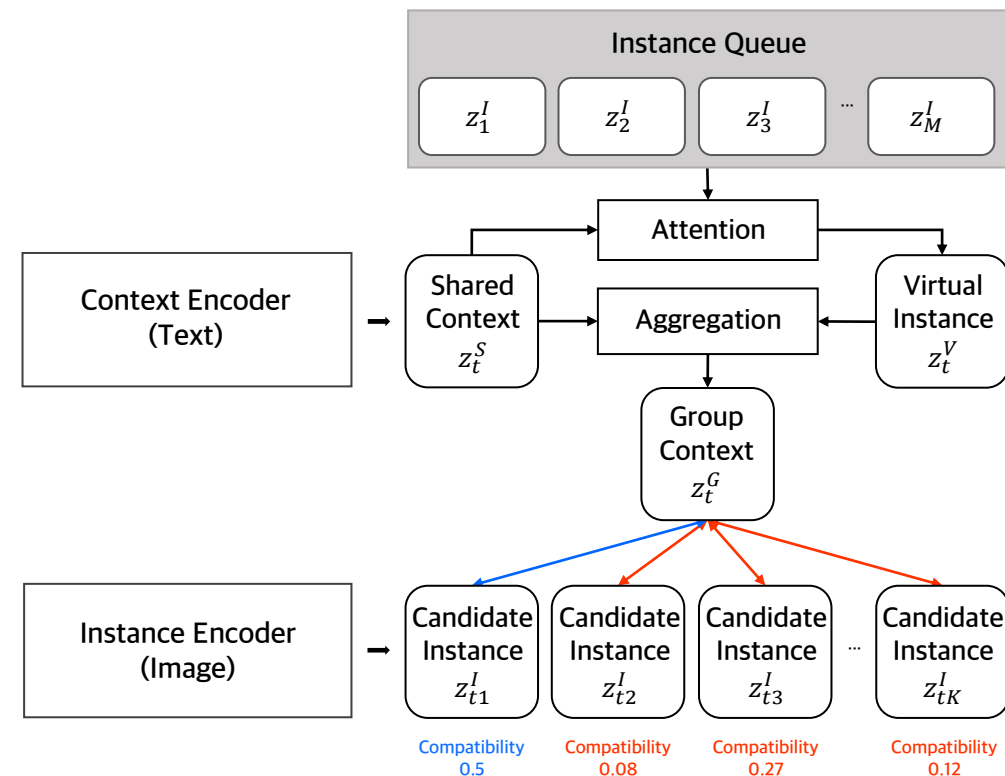 Instance Queue
z_1^I z_2^I z_3^I ... z_M^I
Attention
Context Encoder
(Text)
Shared
Context
z_t^S
Aggregation
Virtual
Instance
z_t^V
Group
Context
z_t^G
Instance Encoder
(Image)
Candidate
Instance
z_{t1}^I
Candidate
Instance
z_{t2}^I
Candidate
Instance
z_{t3}^I
...
Candidate
Instance
z_{tK}^I
Compatibility
0.5
Compatibility
0.08
Compatibility
0.27
Compatibility
0.12